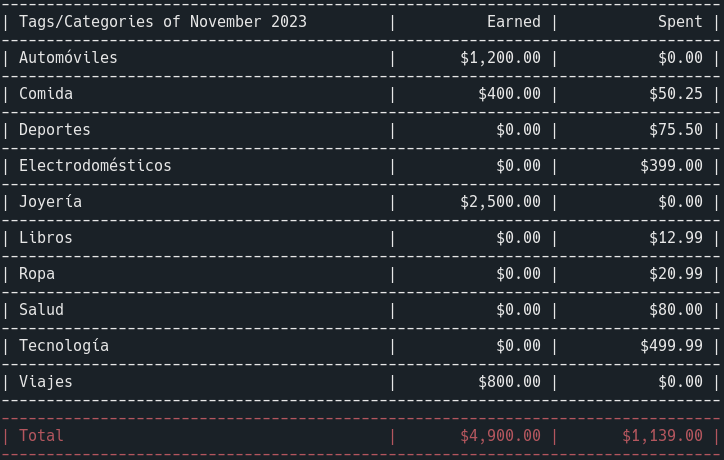 | Tags/Categories of November 2023 | Earned | Spent |
| Automóviles | $1,200.00 | $0.00 |
| Comida | $400.00 | $50.25 |
| Deportes | $0.00 | $75.50 |
| Electrodomésticos | $0.00 | $399.00 |
| Joyería | $2,500.00 | $0.00 |
| Libros | $0.00 | $12.99 |
| Ropa | $0.00 | $20.99 |
| Salud | $0.00 | $80.00 |
| Tecnología | $0.00 | $499.99 |
| Viajes | $800.00 | $0.00 |
| Total | $4,900.00 | $1,139.00 |